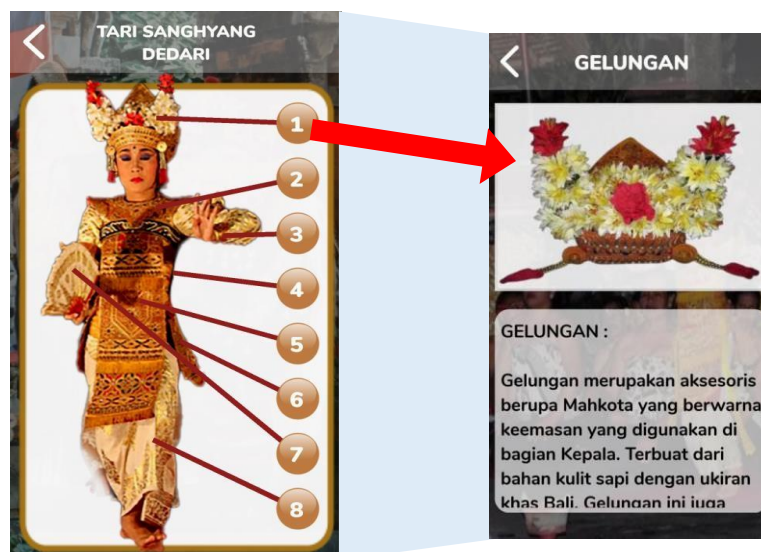 TARI SANGHYANG
DEDARI
1
2
3
4
5
6
7
8
GELUNGAN
GELUNGAN :
Gelungan merupakan aksesoris
berupa Mahkota yang berwarna
keemasan yang digunakan di
bagian Kepala. Terbuat dari
bahan kulit sapi dengan ukiran
khas Bali. Gelungan ini juga